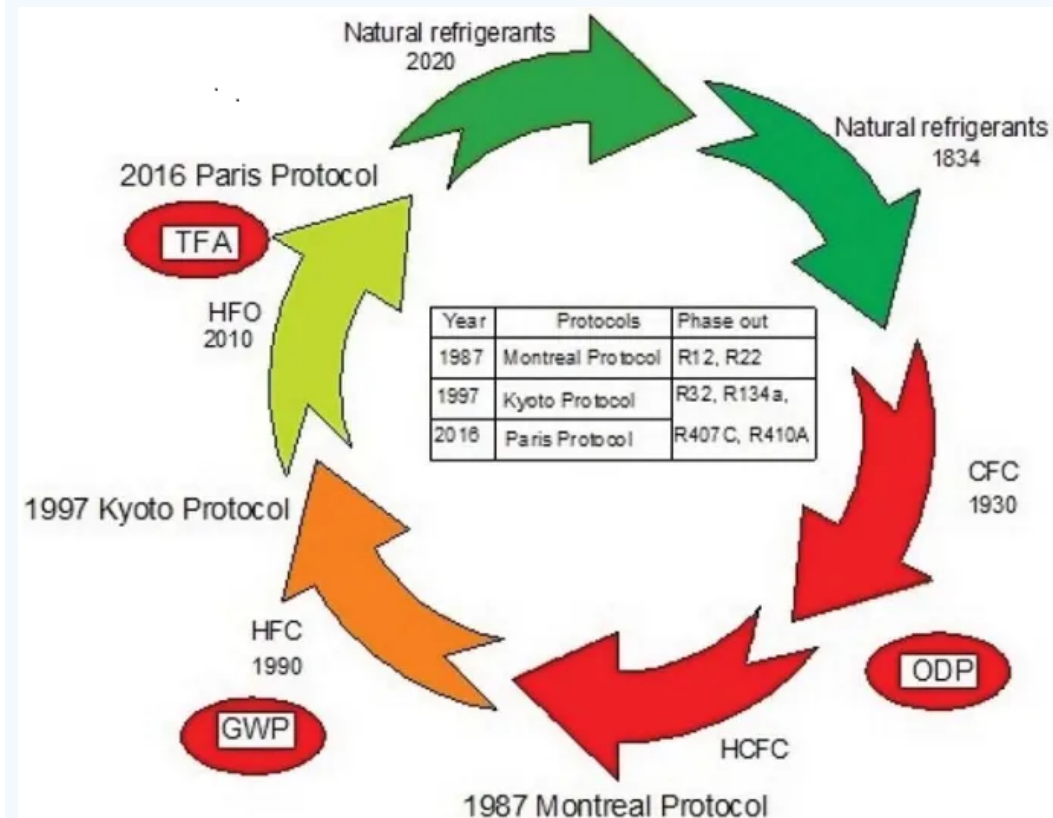 Natural refrigerants
2020
Natural refrigerants
1834
2016 Paris Protocol
TFA
HFO
2010
Year Protocols Phase out
1987 Montreal Protocol R12, R22
1997 Kyoto Protocol R32, R134a,
2016 Paris Protocol R407C, R410A
CFC
1930
1997 Kyoto Protocol
HFC
1990
ODP
GWP
HCFC
1987 Montreal Protocol